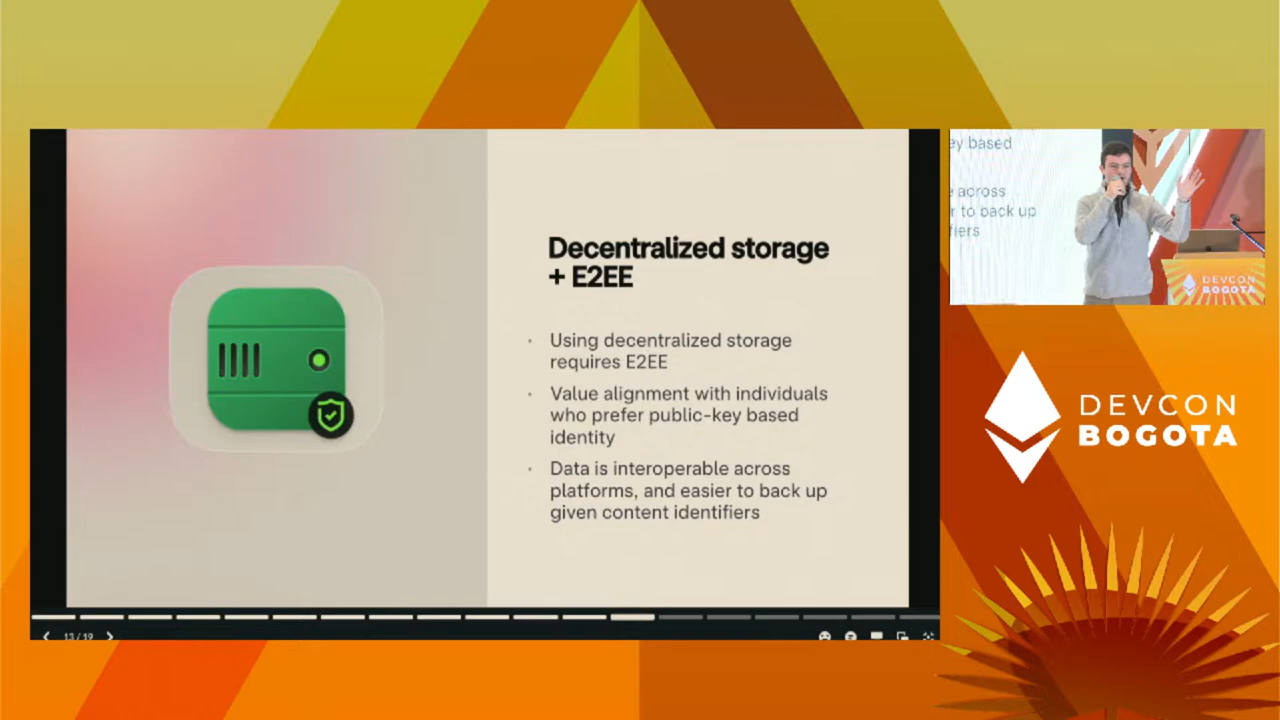 Decentralized storage
+ E2EE
· Using decentralized storage
requires E2EE
· Value alignment with individuals
who prefer public-key based
identity
· Data is interoperable across
platforms, and easier to back up
given content identifiers
13 / 19
ey based
across
r to back up
fiers
DEVCON
BOGOTA
DEVCON
BOGOTA